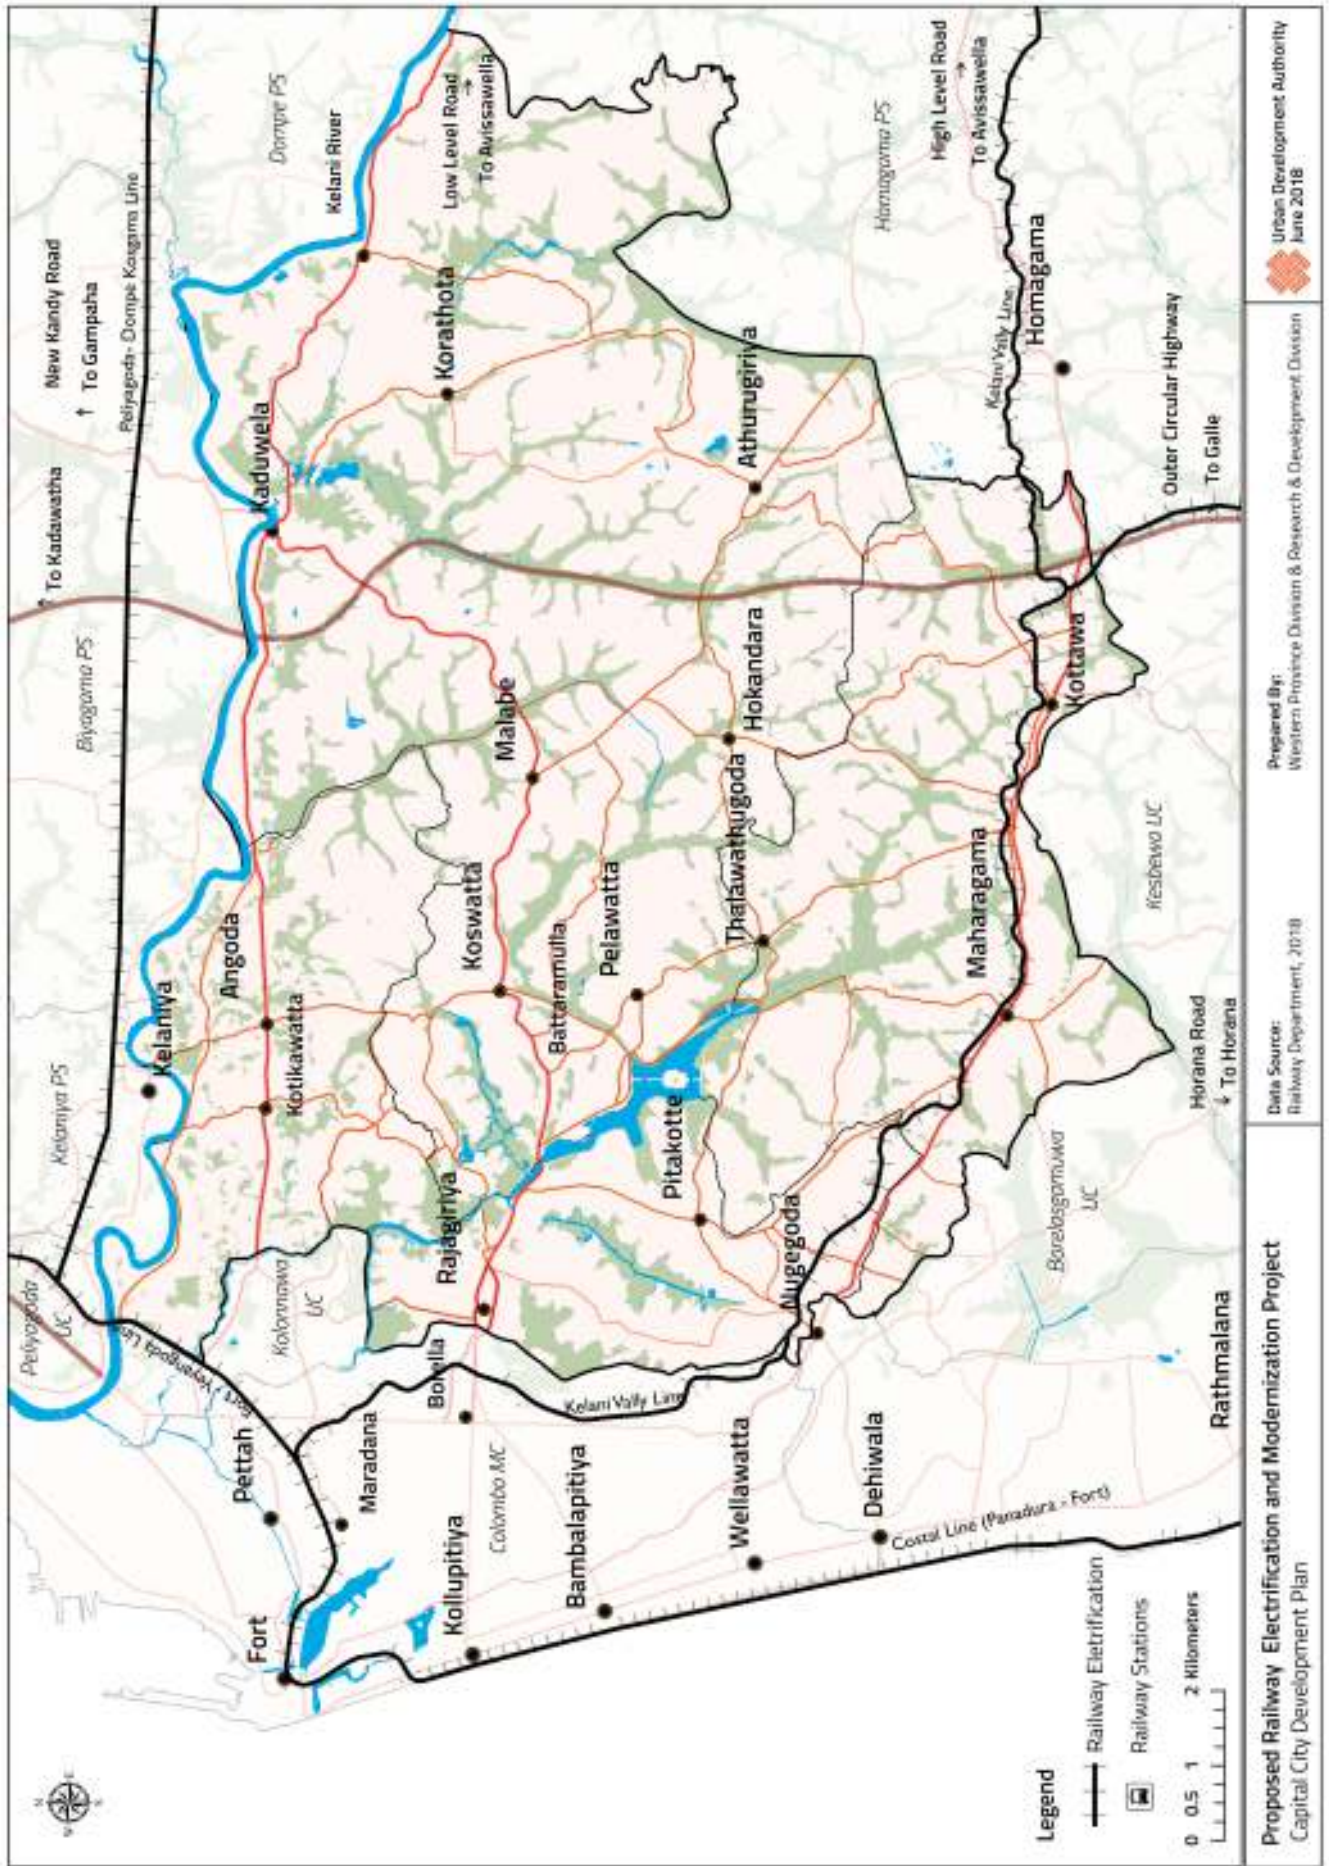 ↑ To Kadawatha
New Kandy Road
↑ To Gampaha
Peliyagoda- Dompe Kosgama Line
Dompe PS
Kelani River
Low Level Road
→
To Avissawella
Biyagama PS
Kaduwela
Korathota
Kelaniya PS
Kelaniya
Angoda
Kotikawatta
Koswatta
Malabe
Athurugiriya
Homagama PS
High Level Road
→
To Avissawella
Peliyagoda
UC
Kolonnawa
UC
Rajagiriya
Battaramulla
Pelawatta
Thalawathugoda
Hokandara
Kelani Vally Line
Homagama
Pitakotte
Fort - Veyangoda Line
Pettah
Maradana
Borella
Kelani Vally Line
Nugegoda
Maharagama
Kottawa
Outer Circular Highway
To Galle
Fort
Kollupitiya
Colombo MC
Bambalapitiya
Wellawatta
Dehiwala
Costal Line (Panadura - Fort)
Boralasgamuwa
UC
Kesbewa UC
Horana Road
↓ To Horana
Rathmalana
N
E
S
W
Legend
Railway Eletrification
Railway Stations
0 0.5 1 2 Kilometers
Proposed Railway Electrification and Modernization Project
Capital City Development Plan
Data Source:
Railway Department, 2018
Prepared By:
Western Province Division & Research & Development Division
Urban Development Authority
June 2018